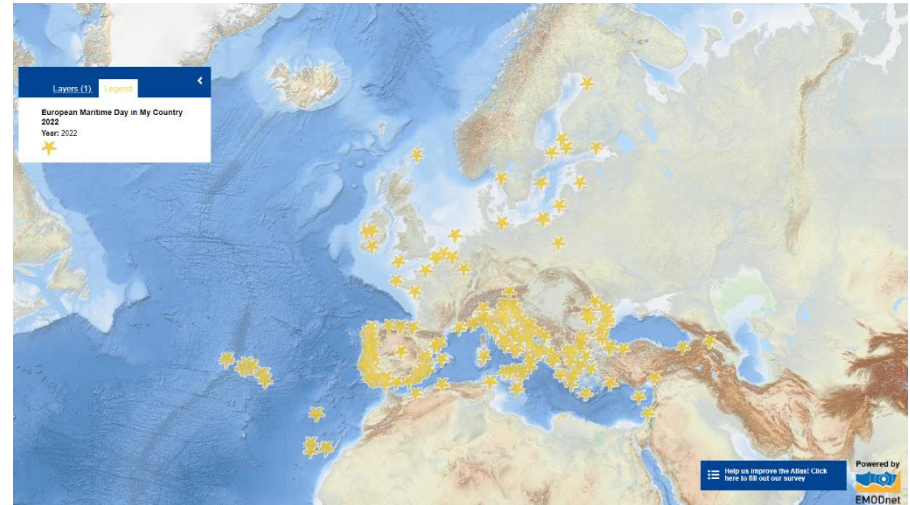 Layers (1) Legend
European Maritime Day in My Country
2022
Year: 2022
Help us improve the Atlas! Click
here to fill out our survey
Powered by
EMODnet